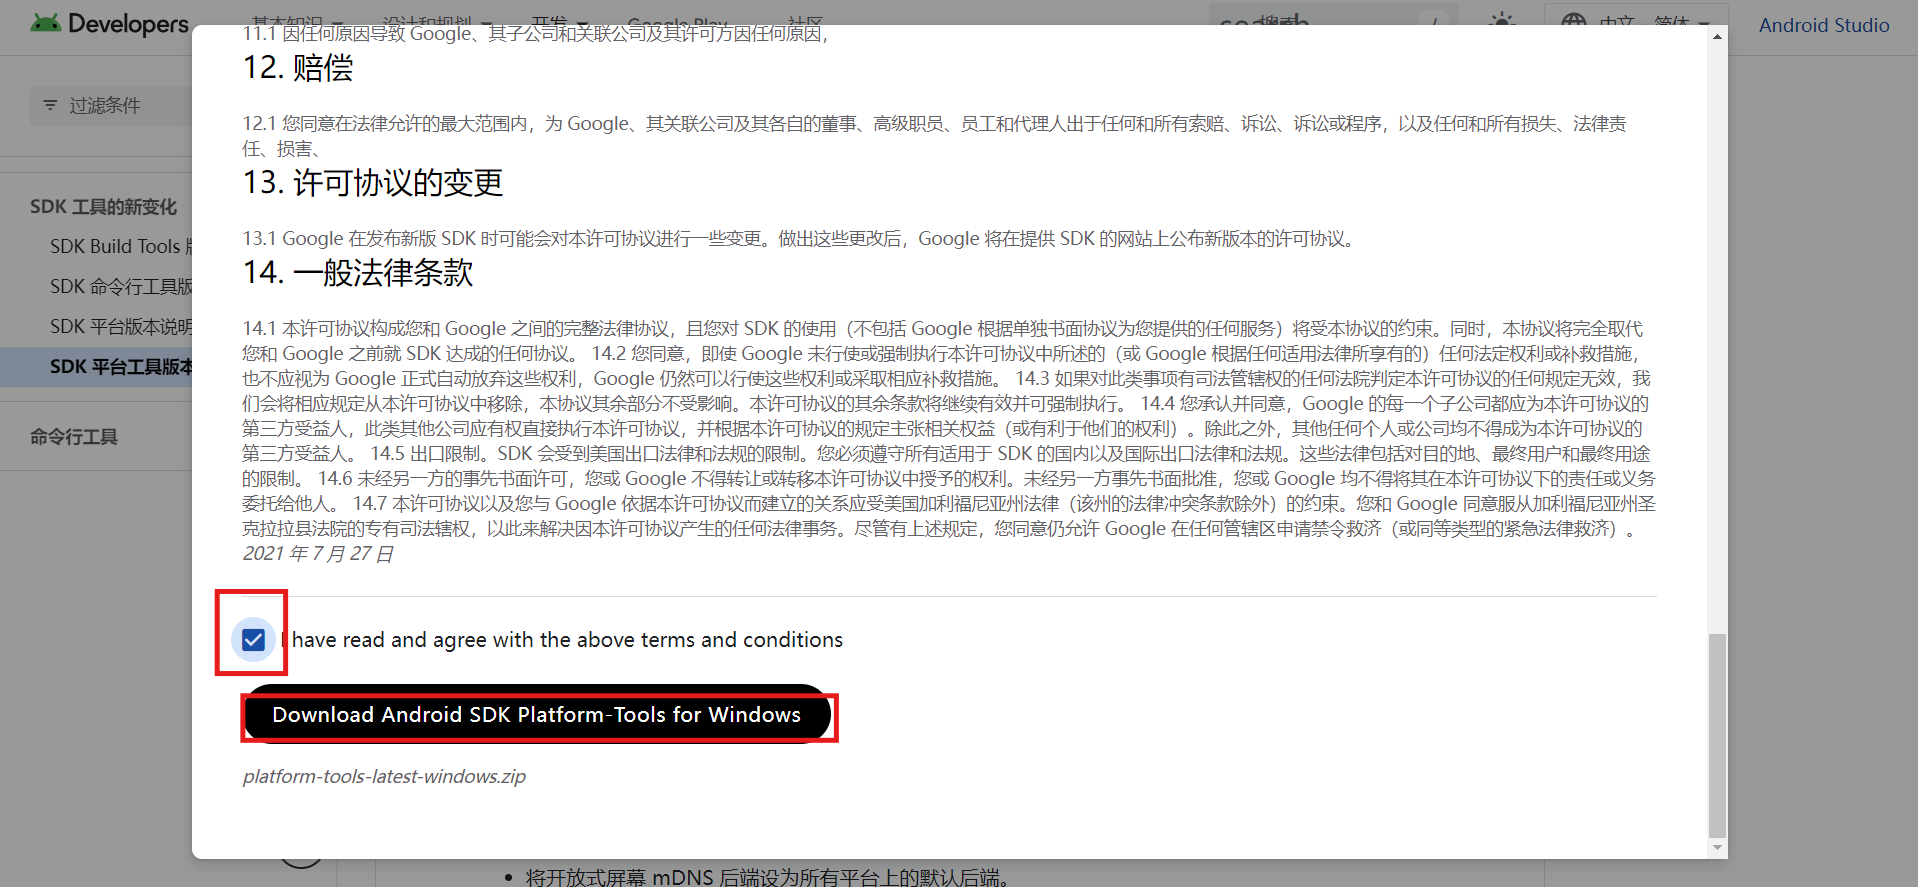 Developers
基本知识
设计和规划
开发
Google Play
社区
search
搜索
/
中文 – 简体
Android Studio
过滤条件
SDK 工具的新变化
SDK Build Tools
SDK 命令行工具版
SDK 平台版本说明
SDK 平台工具版本
命令行工具
11.1 因任何原因导致 Google、其子公司和关联公司及其许可方因任何原因，
12. 赔偿
12.1 您同意在法律允许的最大范围内，为 Google、其关联公司及其各自的董事、高级职员、员工和代理人出于任何和所有索赔、诉讼、诉讼或程序，以及任何和所有损失、法律责
任、损害、
13. 许可协议的变更
13.1 Google 在发布新版 SDK 时可能会对本许可协议进行一些变更。做出这些更改后，Google 将在提供 SDK 的网站上公布新版本的许可协议。
14. 一般法律条款
14.1 本许可协议构成您和 Google 之间的完整法律协议，且您对 SDK 的使用（不包括 Google 根据单独书面协议为您提供的任何服务）将受本协议的约束。同时，本协议将完全取代
您和 Google 之前就 SDK 达成的任何协议。 14.2 您同意，即使 Google 未行使或强制执行本许可协议中所述的（或 Google 根据任何适用法律所享有的）任何法定权利或补救措施，
也不应视为 Google 正式自动放弃这些权利，Google 仍然可以行使这些权利或采取相应补救措施。 14.3 如果对此类事项有司法管辖权的任何法院判定本许可协议的任何规定无效，我
们会将相应规定从本许可协议中移除，本协议其余部分不受影响。本许可协议的其余条款将继续有效并可强制执行。 14.4 您承认并同意，Google 的每一个子公司都应为本许可协议的
第三方受益人，此类其他公司应有权直接执行本许可协议，并根据本许可协议的规定主张相关权益（或有利于他们的权利）。除此之外，其他任何个人或公司均不得成为本许可协议的
第三方受益人。 14.5 出口限制。SDK 会受到美国出口法律和法规的限制。您必须遵守所有适用于 SDK 的国内以及国际出口法律和法规。这些法律包括对目的地、最终用户和最终用途
的限制。 14.6 未经另一方的事先书面许可，您或 Google 不得转让或转移本许可协议中授予的权利。未经另一方事先书面批准，您或 Google 均不得将其在本许可协议下的责任或义务
委托给他人。 14.7 本许可协议以及您与 Google 依据本许可协议而建立的关系应受美国加利福尼亚州法律（该州的法律冲突条款除外）的约束。您和 Google 同意服从加利福尼亚州圣
克拉拉县法院的专有司法辖权，以此来解决因本许可协议产生的任何法律事务。尽管有上述规定，您同意仍允许 Google 在任何管辖区申请禁令救济（或同等类型的紧急法律救济）。
2021 年 7 月 27 日
I have read and agree with the above terms and conditions
Download Android SDK Platform-Tools for Windows
platform-tools-latest-windows.zip
• 将开放式屏幕 mDNS 后端设为所有平台上的默认后端。